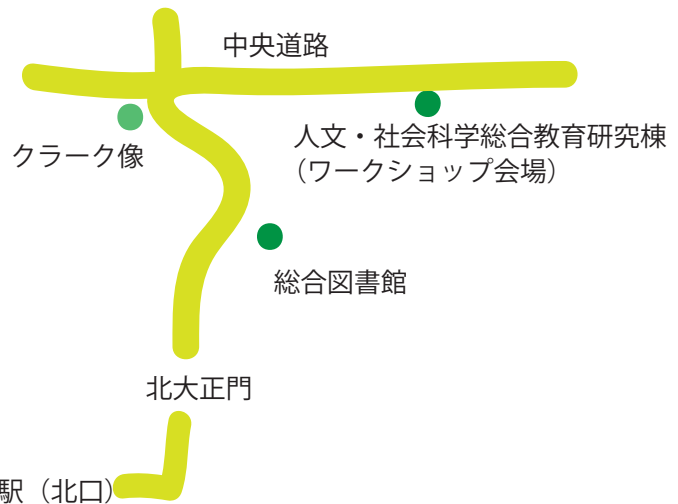 中央道路
人文・社会科学総合教育研究棟
（ワークショップ会場）
クラーク像
総合図書館
北大正門
駅（北口）